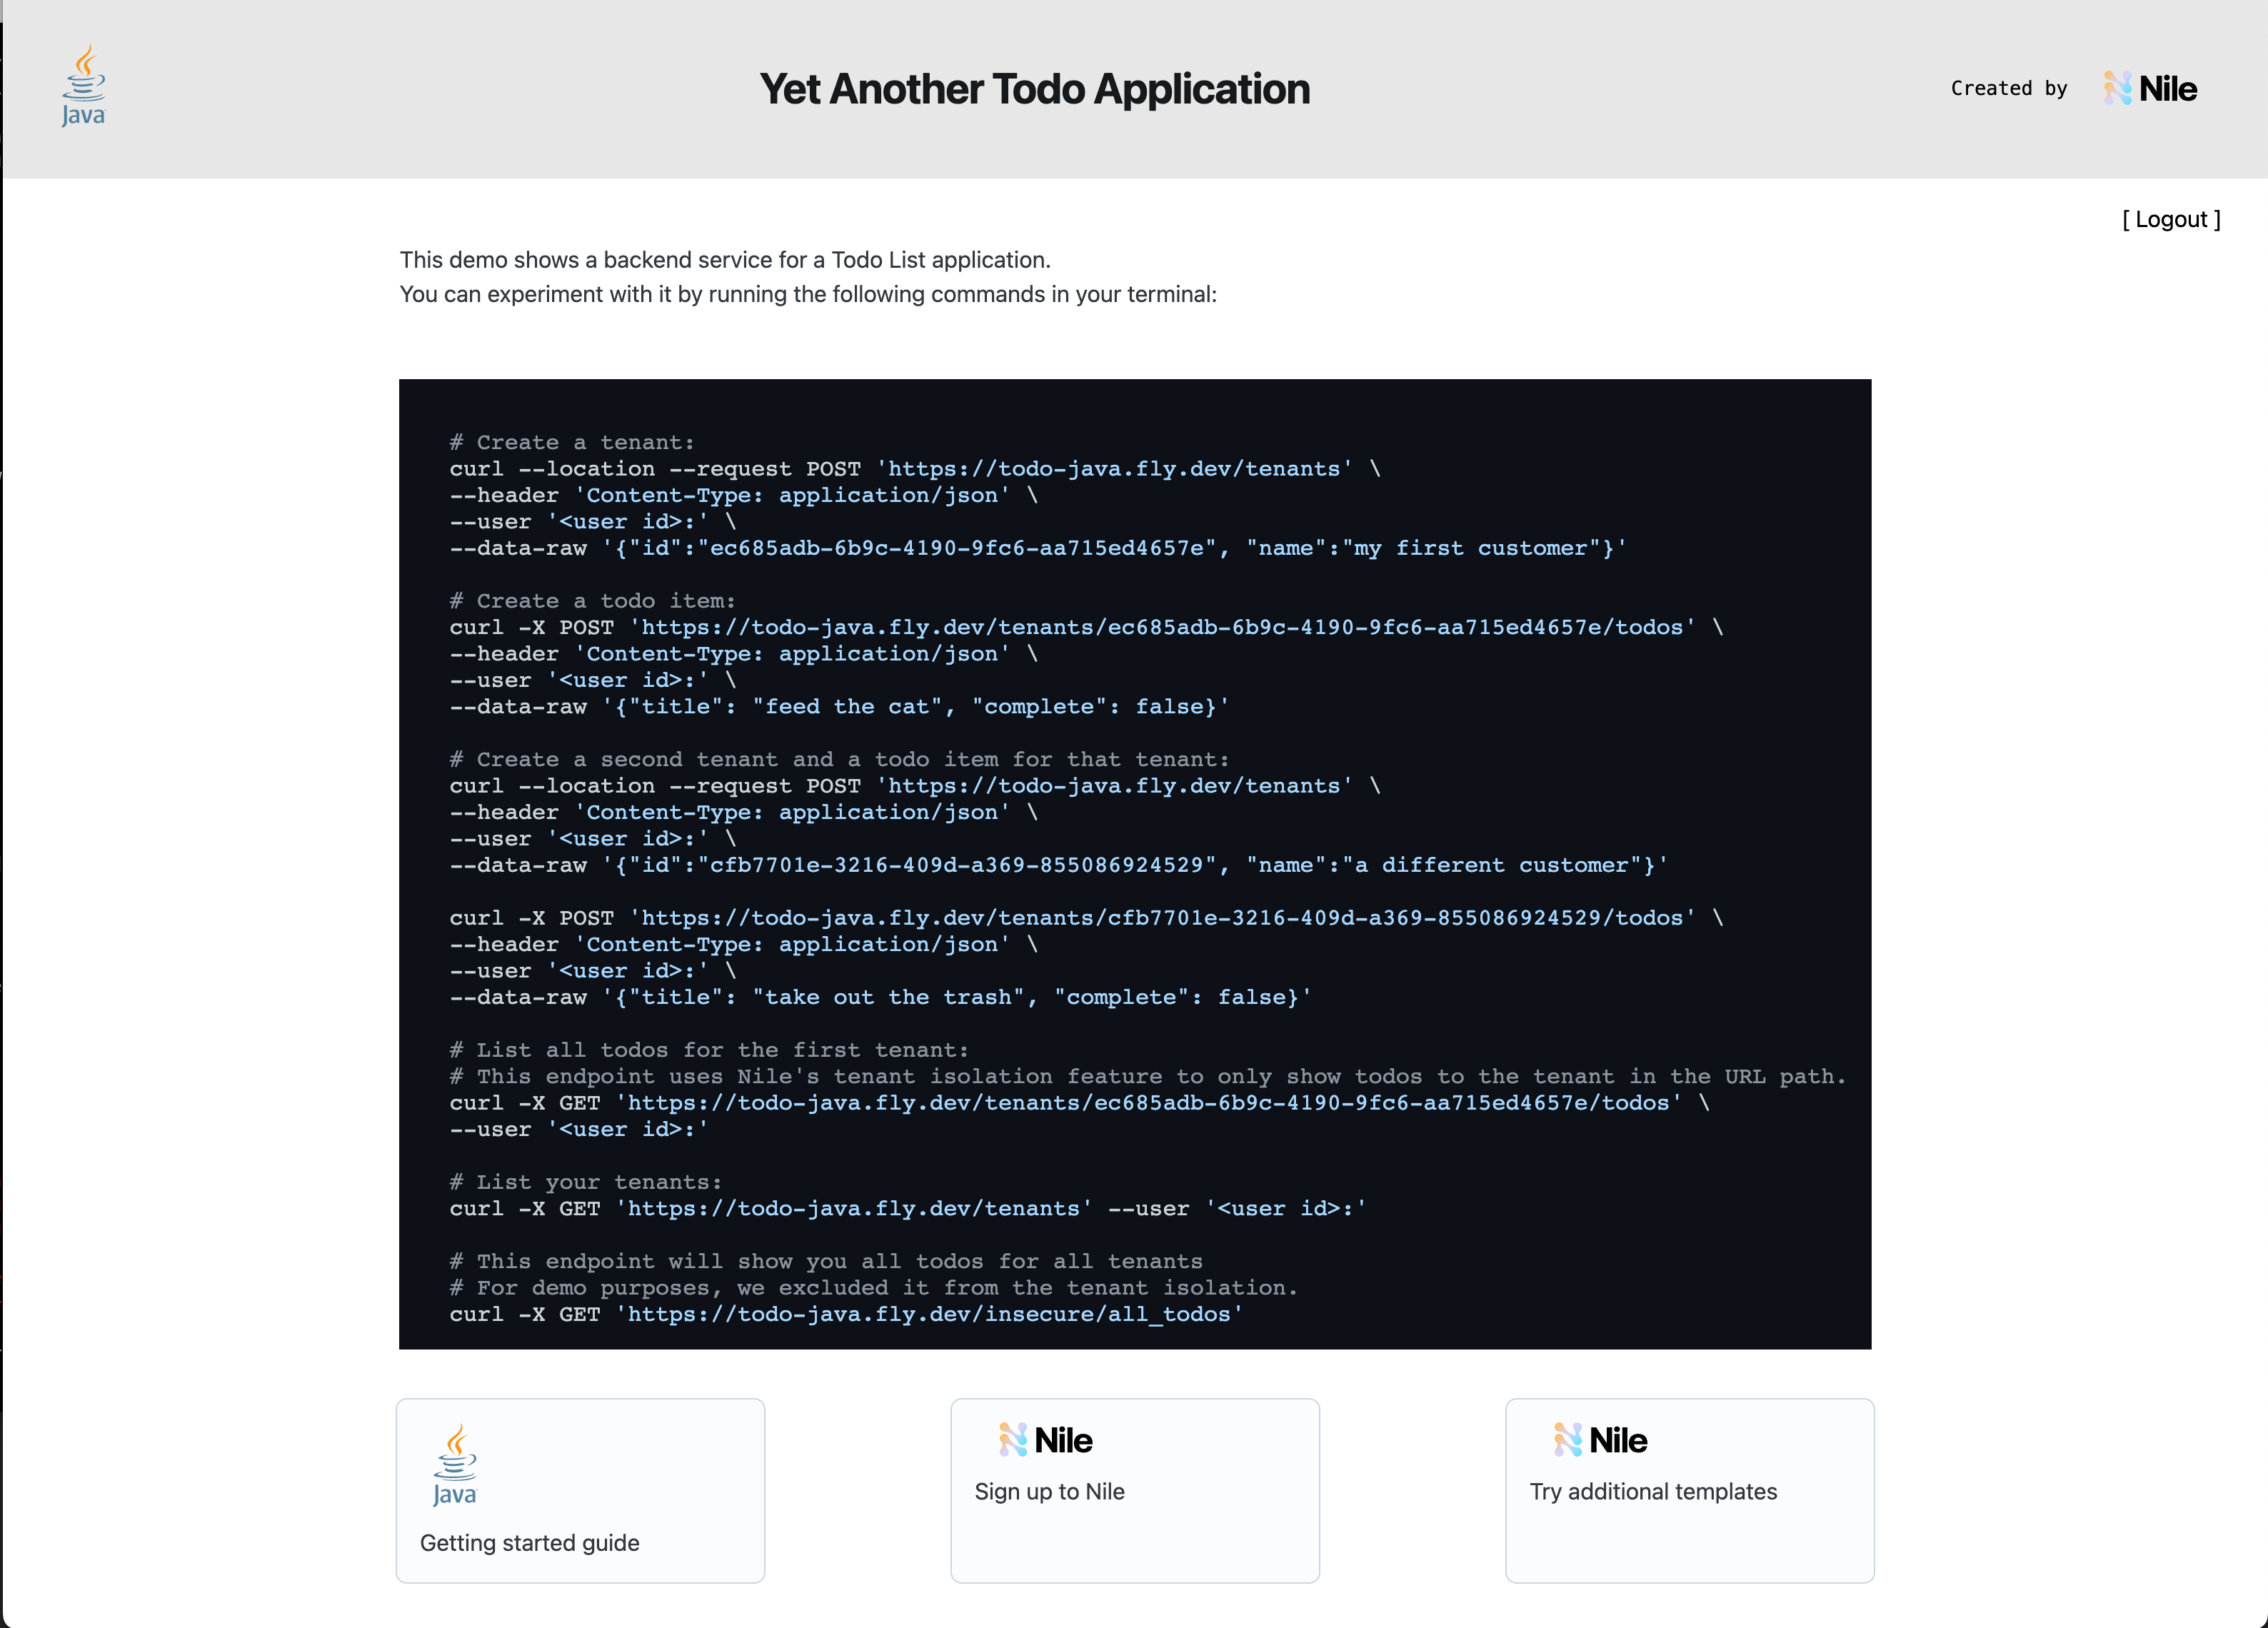 Java
Yet Another Todo Application
Created by Nile
[ Logout ]
This demo shows a backend service for a Todo List application.
You can experiment with it by running the following commands in your terminal:
# Create a tenant:
curl --location --request POST 'https://todo-java.fly.dev/tenants' \
--header 'Content-Type: application/json' \
--user '<user id>:' \
--data-raw '{"id":"ec685adb-6b9c-4190-9fc6-aa715ed4657e", "name":"my first customer"}'
# Create a todo item:
curl -X POST 'https://todo-java.fly.dev/tenants/ec685adb-6b9c-4190-9fc6-aa715ed4657e/todos' \
--header 'Content-Type: application/json' \
--user '<user id>:' \
--data-raw '{"title": "feed the cat", "complete": false}'
# Create a second tenant and a todo item for that tenant:
curl --location --request POST 'https://todo-java.fly.dev/tenants' \
--header 'Content-Type: application/json' \
--user '<user id>:' \
--data-raw '{"id":"cfb7701e-3216-409d-a369-855086924529", "name":"a different customer"}'
curl -X POST 'https://todo-java.fly.dev/tenants/cfb7701e-3216-409d-a369-855086924529/todos' \
--header 'Content-Type: application/json' \
--user '<user id>:' \
--data-raw '{"title": "take out the trash", "complete": false}'
# List all todos for the first tenant:
# This endpoint uses Nile's tenant isolation feature to only show todos to the tenant in the URL path.
curl -X GET 'https://todo-java.fly.dev/tenants/ec685adb-6b9c-4190-9fc6-aa715ed4657e/todos' \
--user '<user id>:'
# List your tenants:
curl -X GET 'https://todo-java.fly.dev/tenants' --user '<user id>:'
# This endpoint will show you all todos for all tenants
# For demo purposes, we excluded it from the tenant isolation.
curl -X GET 'https://todo-java.fly.dev/insecure/all_todos'
Java
Getting started guide
Nile
Sign up to Nile
Nile
Try additional templates